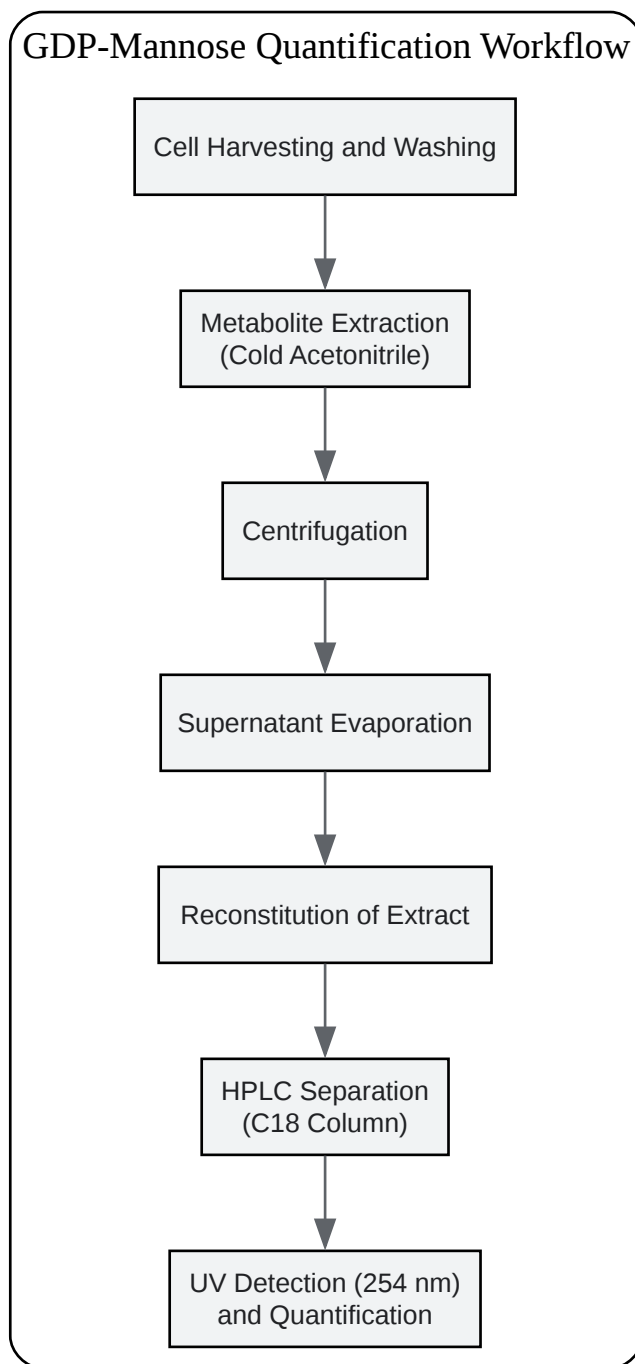 GDP-Mannose Quantification Workflow
Cell Harvesting and Washing
Metabolite Extraction
(Cold Acetonitrile)
Centrifugation
Supernatant Evaporation
Reconstitution of Extract
HPLC Separation
(C18 Column)
UV Detection (254 nm)
and Quantification